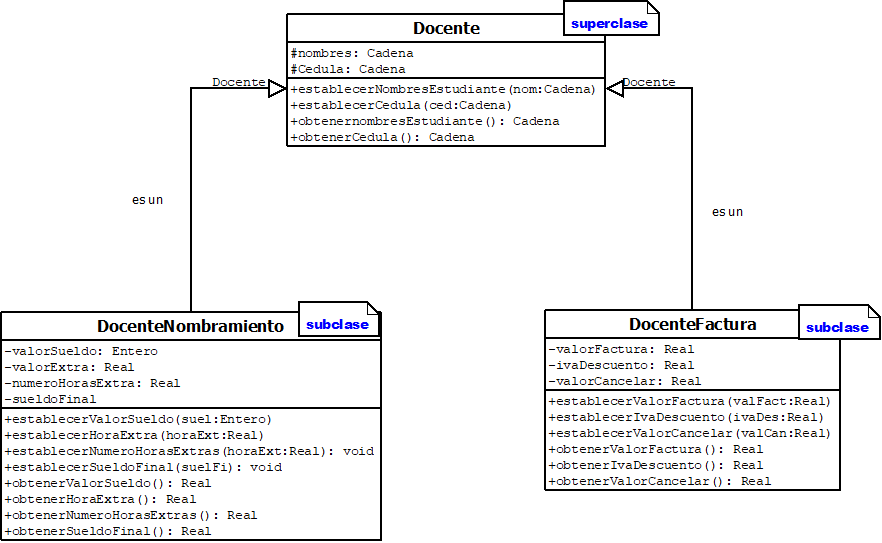 superclase
Docente
#nombres: Cadena
#Cedula: Cadena
+establecerNombresEstudiante(nom:Cadena)
+establecerCedula(ced:Cadena)
+obtenernombresEstudiante(): Cadena
+obtenerCedula(): Cadena
Docente
Docente
es un
es un
subclase
DocenteNombramiento
-valorSueldo: Entero
-valorExtra: Real
-numeroHorasExtra: Real
-sueldoFinal
+establecerValorSueldo(suel:Entero)
+establecerHoraExtra(horaExt:Real)
+establecerNumeroHorasExtras(horaExt:Real): void
+establecerSueldoFinal(suelFi): void
+obtenerValorSueldo(): Real
+obtenerHoraExtra(): Real
+obtenerNumeroHorasExtras(): Real
+obtenerSueldoFinal(): Real
subclase
DocenteFactura
-valorFactura: Real
-ivaDescuento: Real
-valorCancelar: Real
+establecerValorFactura(valFact:Real)
+establecerIvaDescuento(ivaDes:Real)
+establecerValorCancelar(valCan:Real)
+obtenerValorFactura(): Real
+obtenerIvaDescuento(): Real
+obtenerValorCancelar(): Real